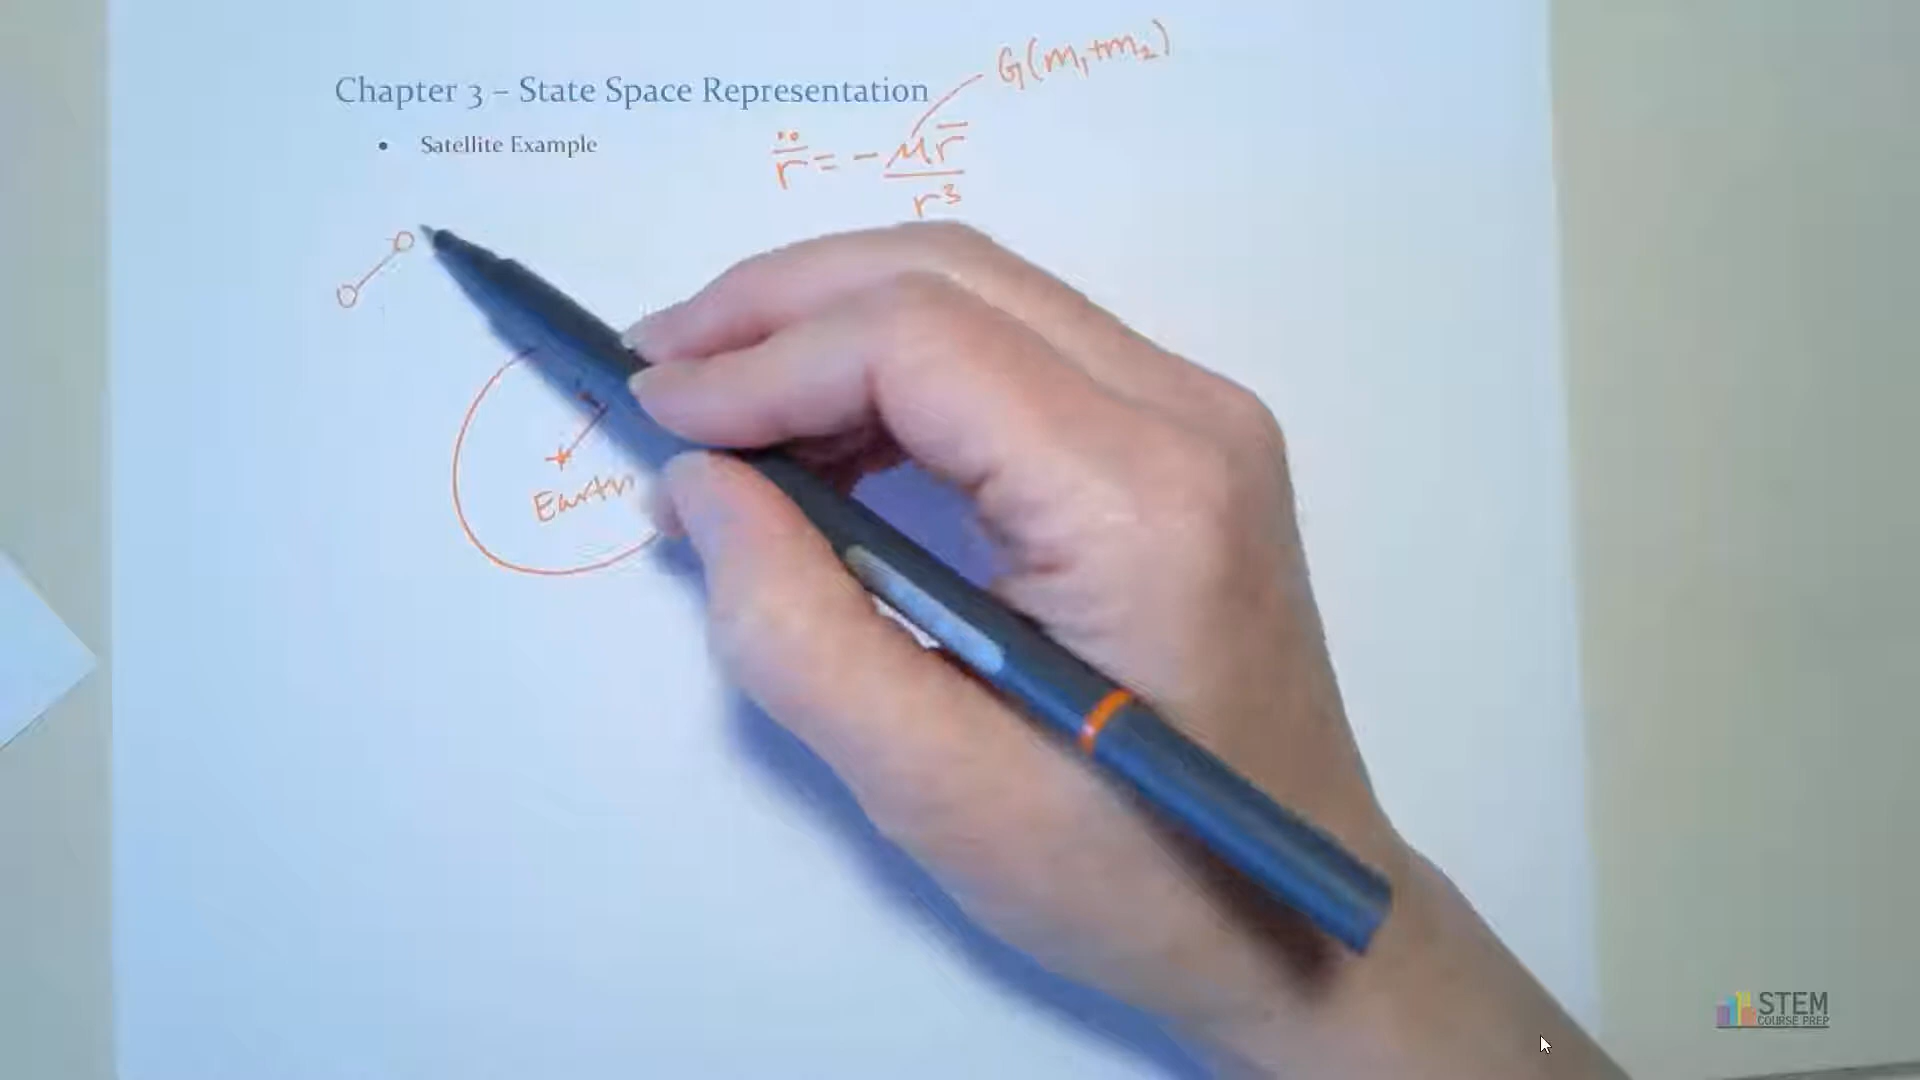 G(m₁+m₂)
Chapter 3 – State Space Representation
• Satellite Example
r̈̄ = - μr̄
r³
Earth
STEM
COURSE PREP